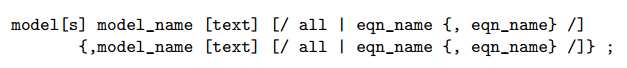 model[s] model_name [text] [/ all | eqn_name {, eqn_name} /]
{,model_name [text] [/ all | eqn_name {, eqn_name} /]} ;